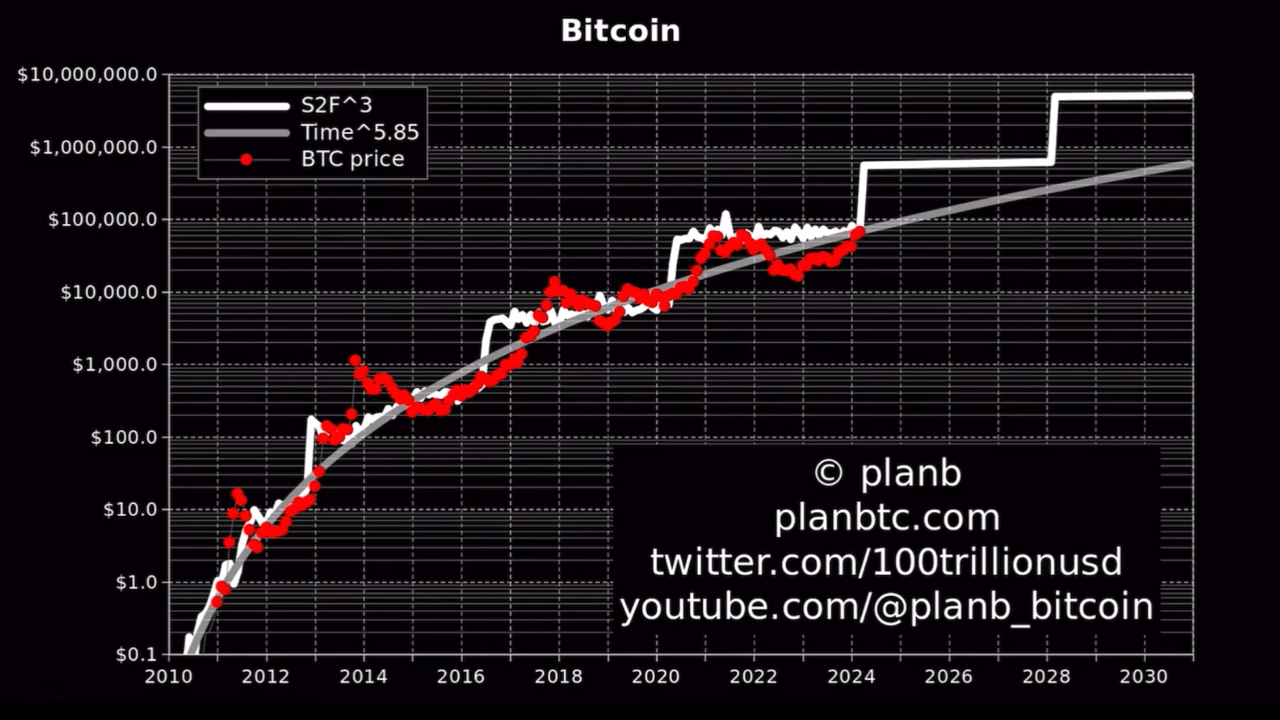 Bitcoin
$10,000,000.0
$1,000,000.0
$100,000.0
$10,000.0
$1,000.0
$100.0
$10.0
$1.0
$0.1
S2F^3
Time^5.85
BTC price
© planb
planbtc.com
twitter.com/100trillionusd
youtube.com/@planb_bitcoin
2010 2012 2014 2016 2018 2020 2022 2024 2026 2028 2030